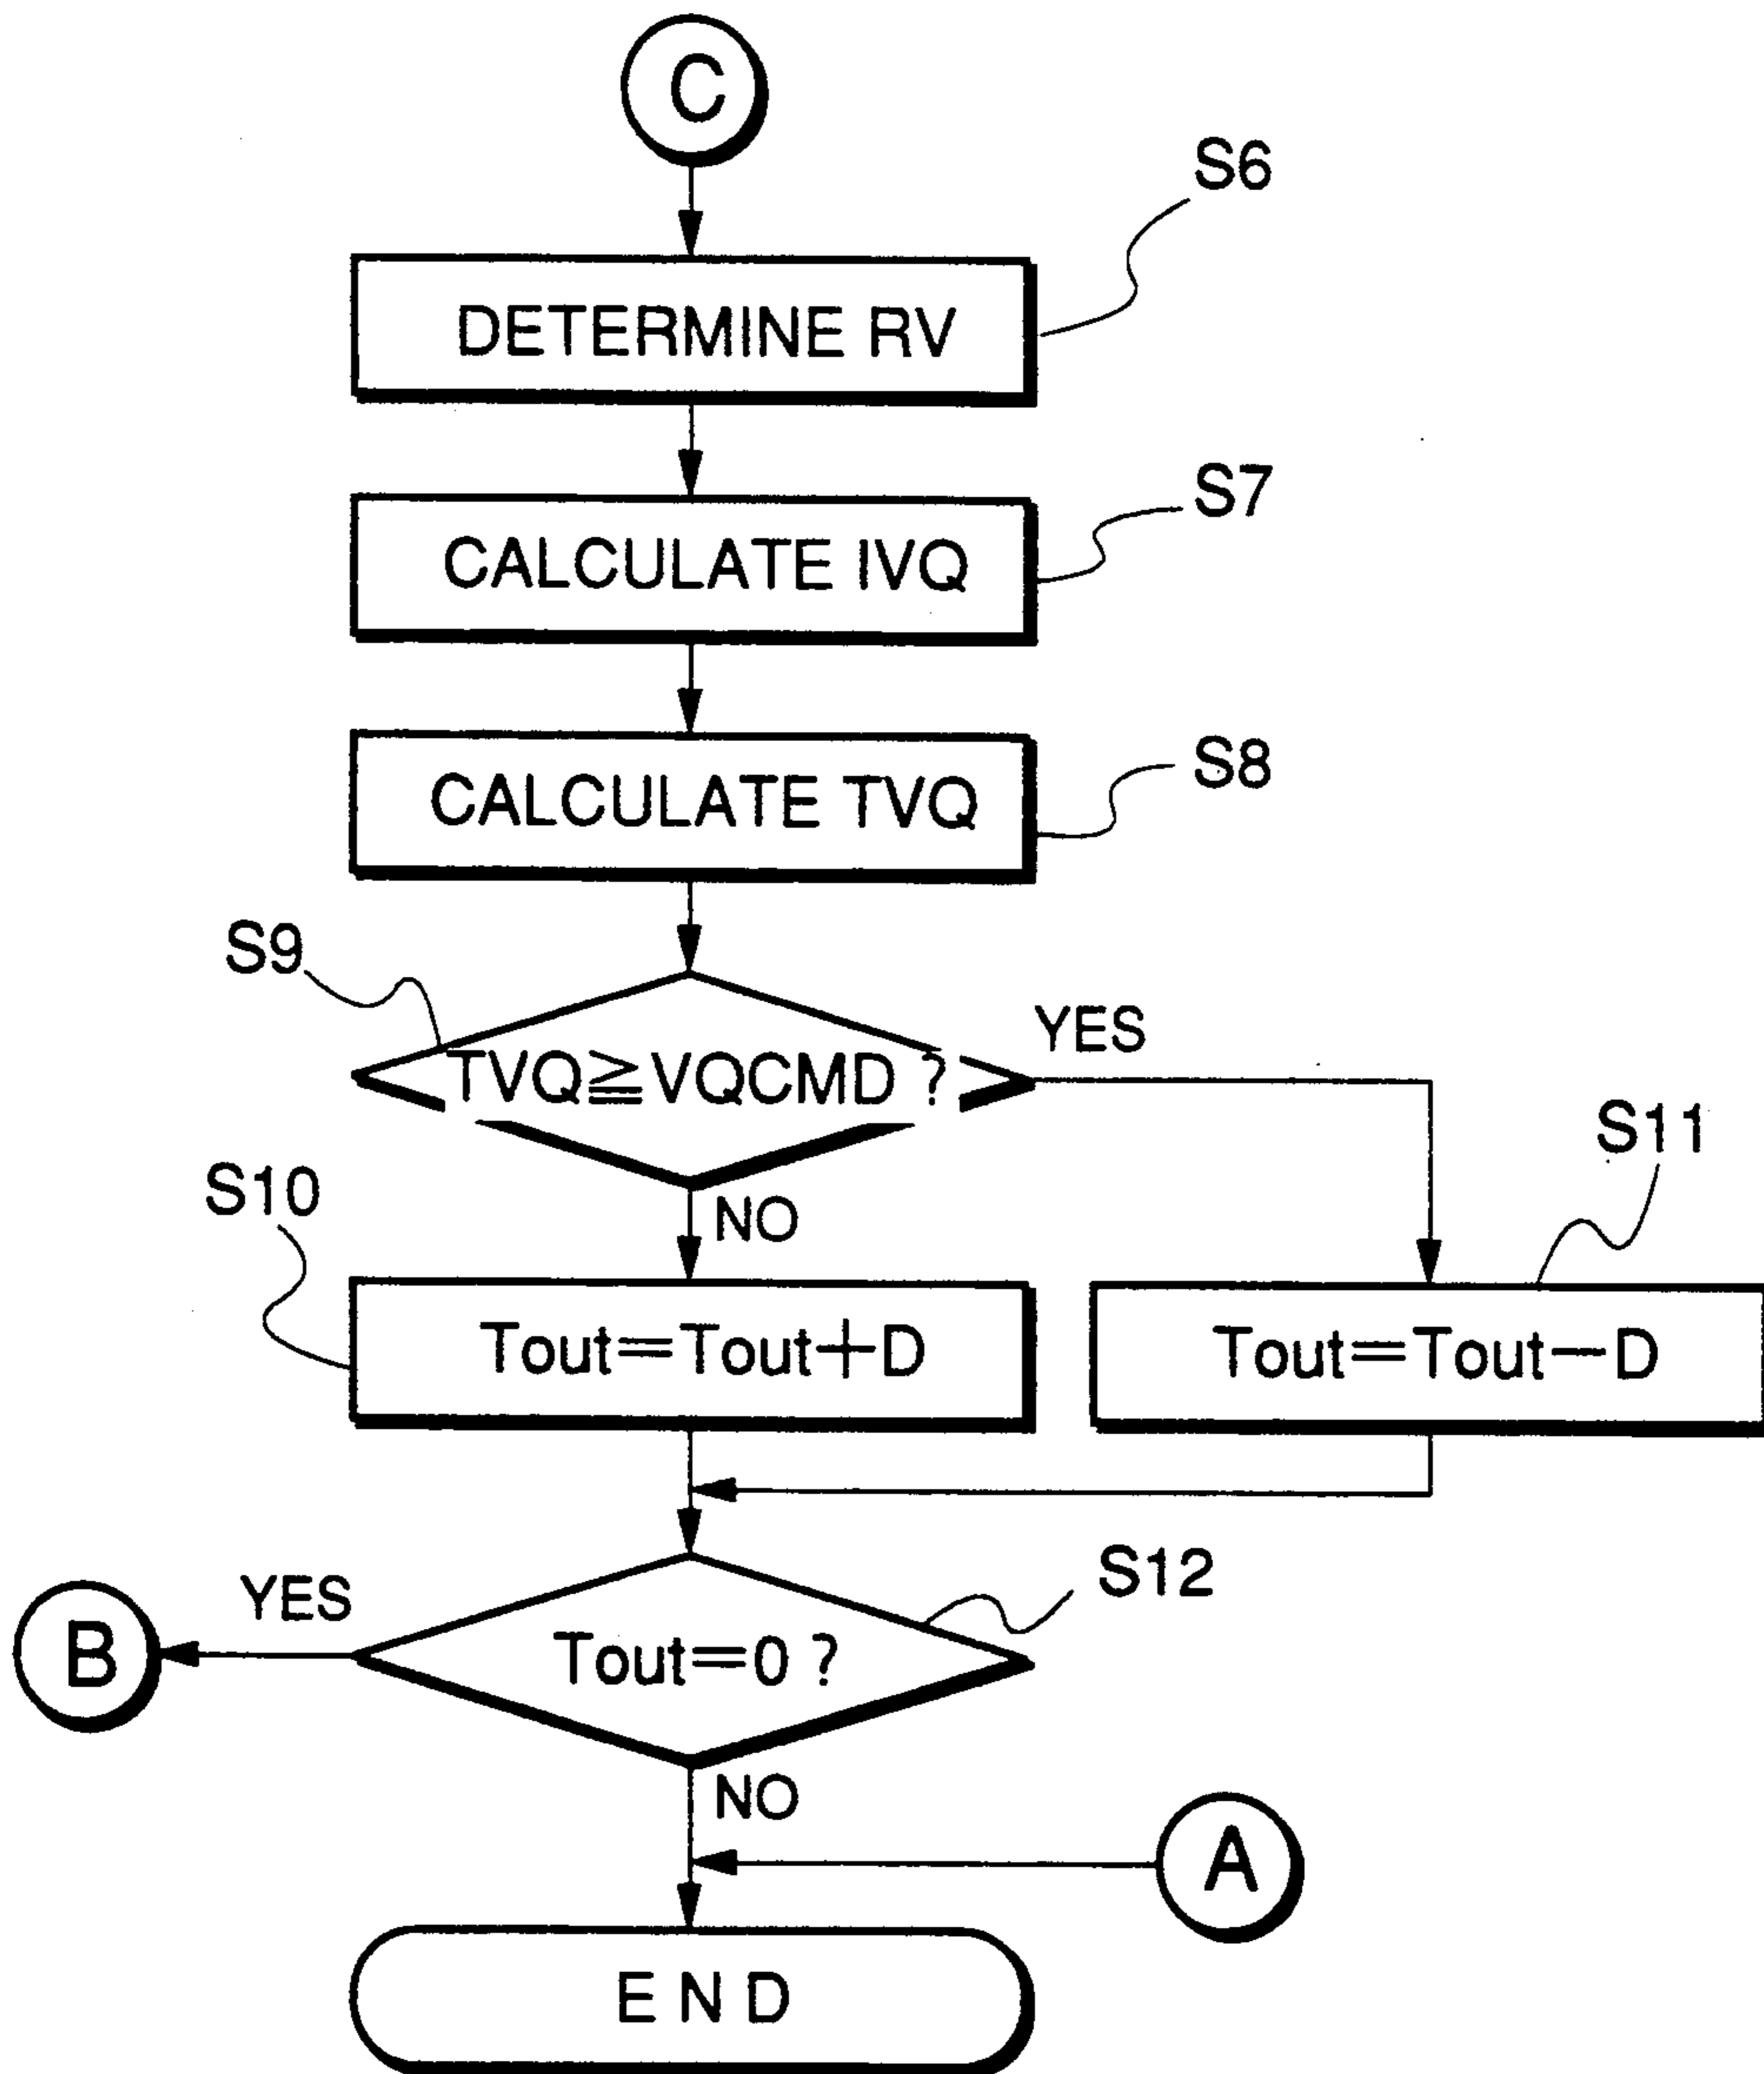 C
S6
DETERMINE RV
S7
CALCULATE IVQ
S8
CALCULATE TVQ
S9
TVQ≧VQCMD ?
YES
S11
S10
NO
Tout=Tout+D
Tout=Tout−D
S12
YES
B
Tout=0 ?
NO
A
END